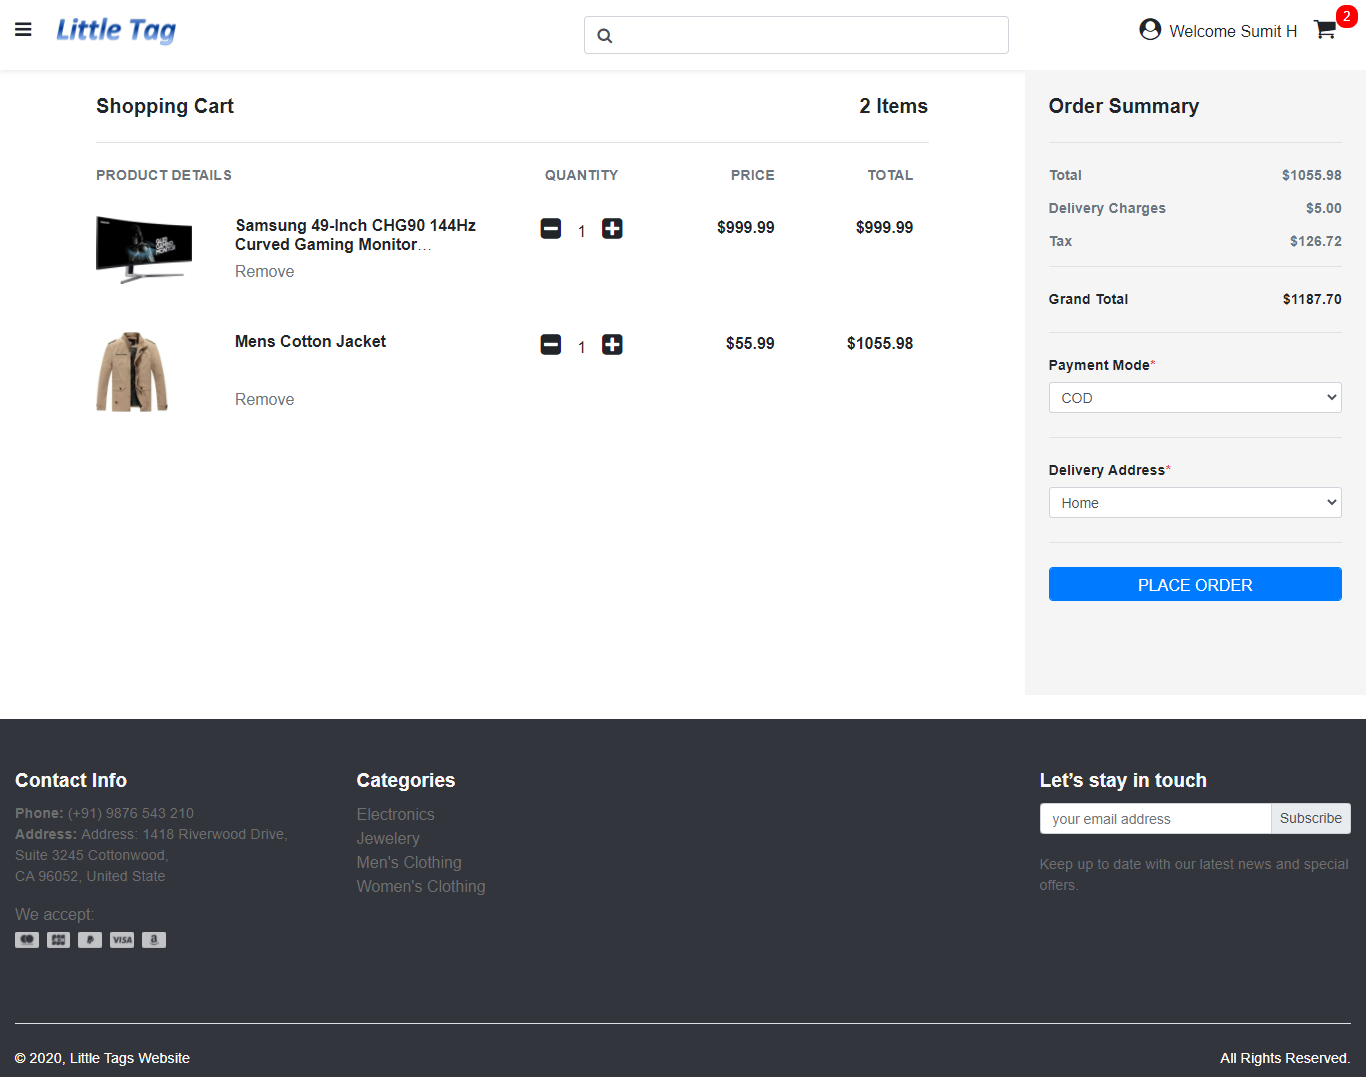 Little Tag
Welcome Sumit H
2
Shopping Cart
2 Items
PRODUCT DETAILS QUANTITY PRICE TOTAL
Samsung 49-Inch CHG90 144Hz
Curved Gaming Monitor...
Remove
1
$999.99
$999.99
Mens Cotton Jacket
Remove
1
$55.99
$1055.98
Order Summary
Total $1055.98
Delivery Charges $5.00
Tax $126.72
Grand Total $1187.70
Payment Mode*
COD
Delivery Address*
Home
PLACE ORDER
Contact Info
Phone: (+91) 9876 543 210
Address: Address: 1418 Riverwood Drive,
Suite 3245 Cottonwood,
CA 96052, United State
We accept:
VISA
Categories
Electronics
Jewelery
Men's Clothing
Women's Clothing
Let’s stay in touch
your email address Subscribe
Keep up to date with our latest news and special
offers.
© 2020, Little Tags Website
All Rights Reserved.